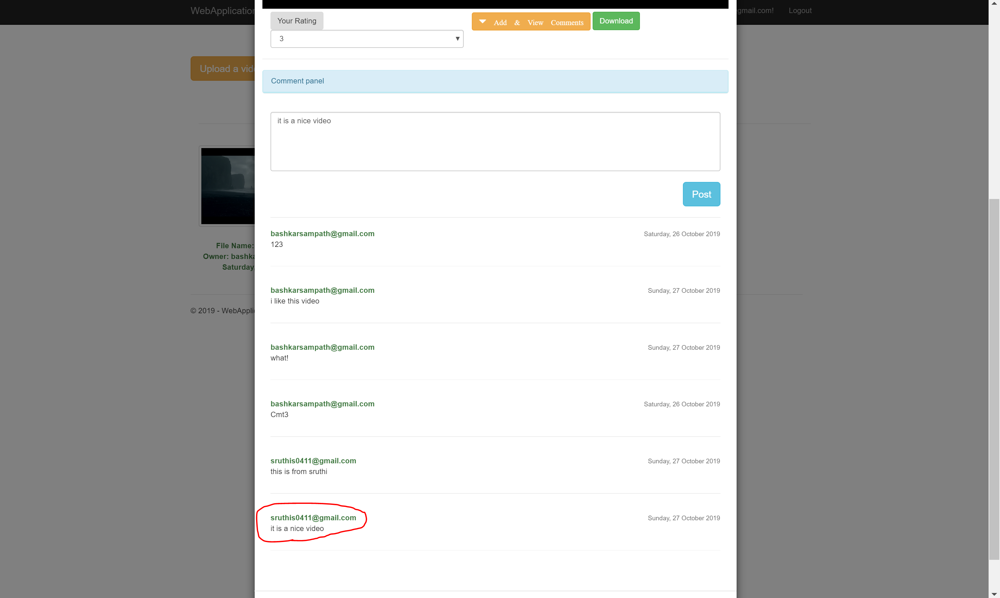 WebApplication
gmail.com!
Logout
Your Rating
Add & View Comments
Download
3
Upload a vid
Comment panel
it is a nice video
Post
bashkarsampath@gmail.com
Saturday, 26 October 2019
123
File Name:
Owner: bashka
Saturday,
bashkarsampath@gmail.com
Sunday, 27 October 2019
i like this video
© 2019 - WebAppli
bashkarsampath@gmail.com
Sunday, 27 October 2019
what!
bashkarsampath@gmail.com
Saturday, 26 October 2019
Cmt3
sruthis0411@gmail.com
Sunday, 27 October 2019
this is from sruthi
sruthis0411@gmail.com
Sunday, 27 October 2019
it is a nice video